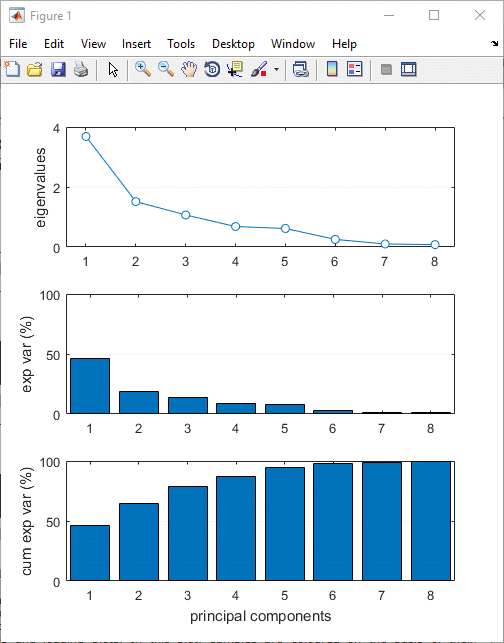 Figure 1
File Edit View Insert Tools Desktop Window Help
eigenvalues
4
2
0
1 2 3 4 5 6 7 8
exp var (%)
100
50
0
1 2 3 4 5 6 7 8
cum exp var (%)
100
50
0
1 2 3 4 5 6 7 8
principal components